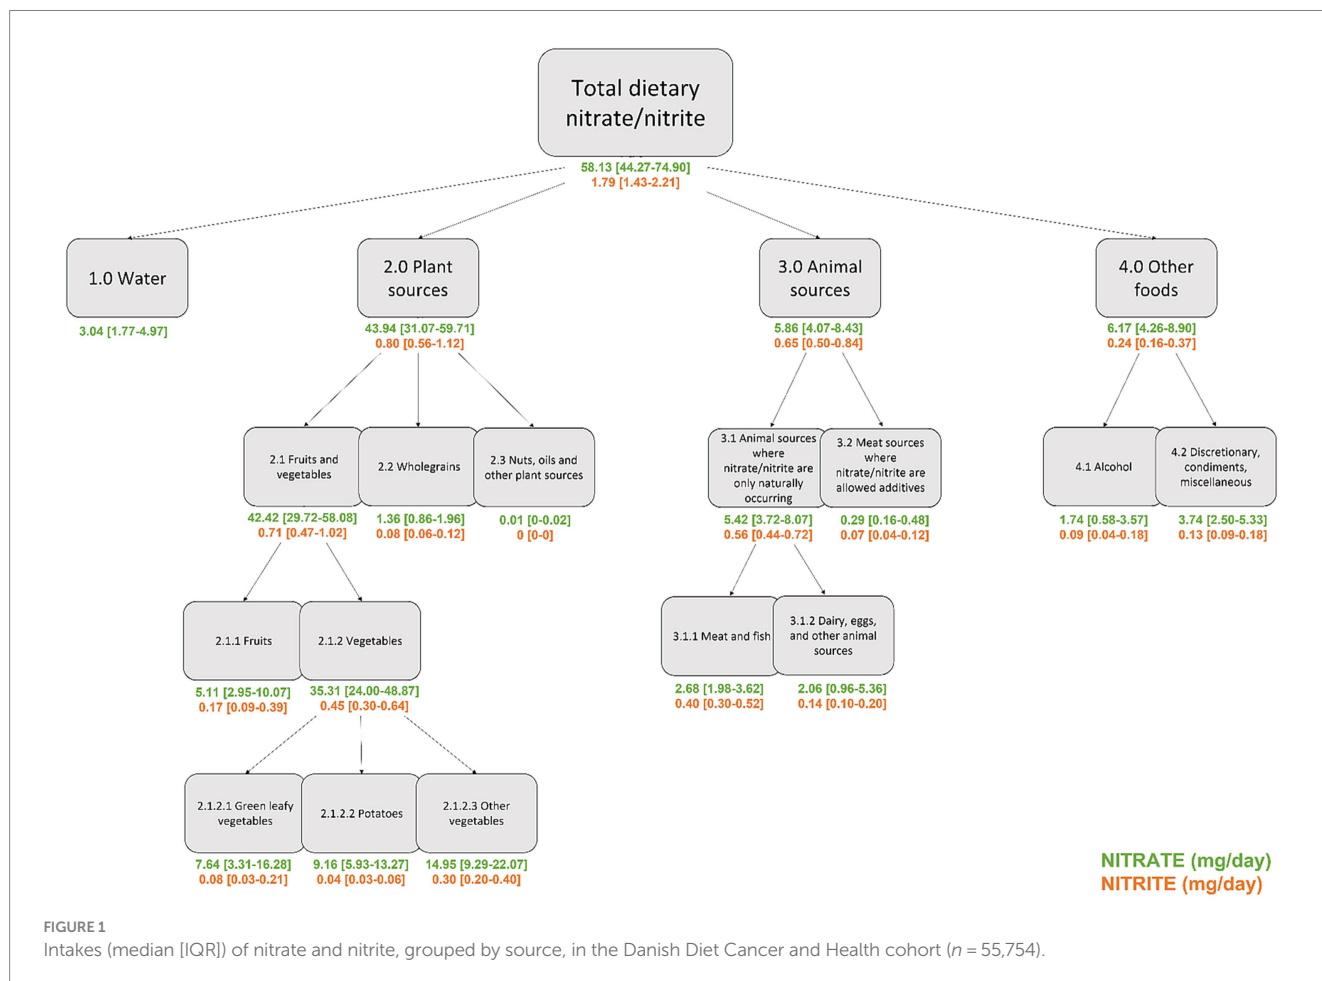 Total dietary
nitrate/nitrite
58.13 [44.27-74.90]
1.79 [1.43-2.21]
1.0 Water
3.04 [1.77-4.97]
2.0 Plant
sources
43.94 [31.07-59.71]
0.80 [0.56-1.12]
3.0 Animal
sources
5.86 [4.07-8.43]
0.65 [0.50-0.84]
4.0 Other
foods
6.17 [4.26-8.90]
0.24 [0.16-0.37]
2.1 Fruits and
vegetables
42.42 [29.72-58.08]
0.71 [0.47-1.02]
2.2 Wholegrains
1.36 [0.86-1.96]
0.08 [0.06-0.12]
2.3 Nuts, oils and
other plant sources
0.01 [0-0.02]
0 [0-0]
3.1 Animal sources
where
nitrate/nitrite are
only naturally
occurring
5.42 [3.72-8.07]
0.56 [0.44-0.72]
3.2 Meat sources
where
nitrate/nitrite are
allowed additives
0.29 [0.16-0.48]
0.07 [0.04-0.12]
4.1 Alcohol
1.74 [0.58-3.57]
0.09 [0.04-0.18]
4.2 Discretionary,
condiments,
miscellaneous
3.74 [2.50-5.33]
0.13 [0.09-0.18]
2.1.1 Fruits
5.11 [2.95-10.07]
0.17 [0.09-0.39]
2.1.2 Vegetables
35.31 [24.00-48.87]
0.45 [0.30-0.64]
3.1.1 Meat and fish
2.68 [1.98-3.62]
0.40 [0.30-0.52]
3.1.2 Dairy, eggs,
and other animal
sources
2.06 [0.96-5.36]
0.14 [0.10-0.20]
2.1.2.1 Green leafy
vegetables
7.64 [3.31-16.28]
0.08 [0.03-0.21]
2.1.2.2 Potatoes
9.16 [5.93-13.27]
0.04 [0.03-0.06]
2.1.2.3 Other
vegetables
14.95 [9.29-22.07]
0.30 [0.20-0.40]
NITRATE (mg/day)
NITRITE (mg/day)
FIGURE 1
Intakes (median [IQR]) of nitrate and nitrite, grouped by source, in the Danish Diet Cancer and Health cohort (n = 55,754).